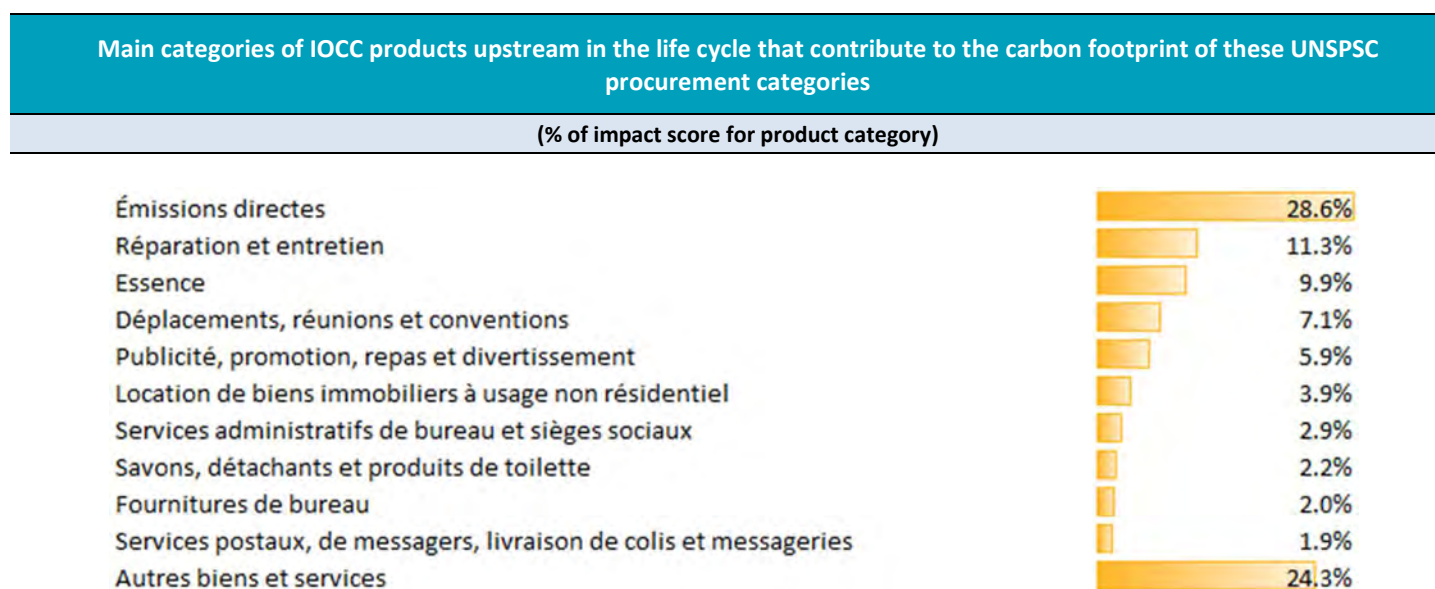 Main categories of IOCC products upstream in the life cycle that contribute to the carbon footprint of these UNSPSC
procurement categories
(% of impact score for product category)
Émissions directes 28.6%
Réparation et entretien 11.3%
Essence 9.9%
Déplacements, réunions et conventions 7.1%
Publicité, promotion, repas et divertissement 5.9%
Location de biens immobiliers à usage non résidentiel 3.9%
Services administratifs de bureau et sièges sociaux 2.9%
Savons, détachants et produits de toilette 2.2%
Fournitures de bureau 2.0%
Services postaux, de messagers, livraison de colis et messageries 1.9%
Autres biens et services 24.3%